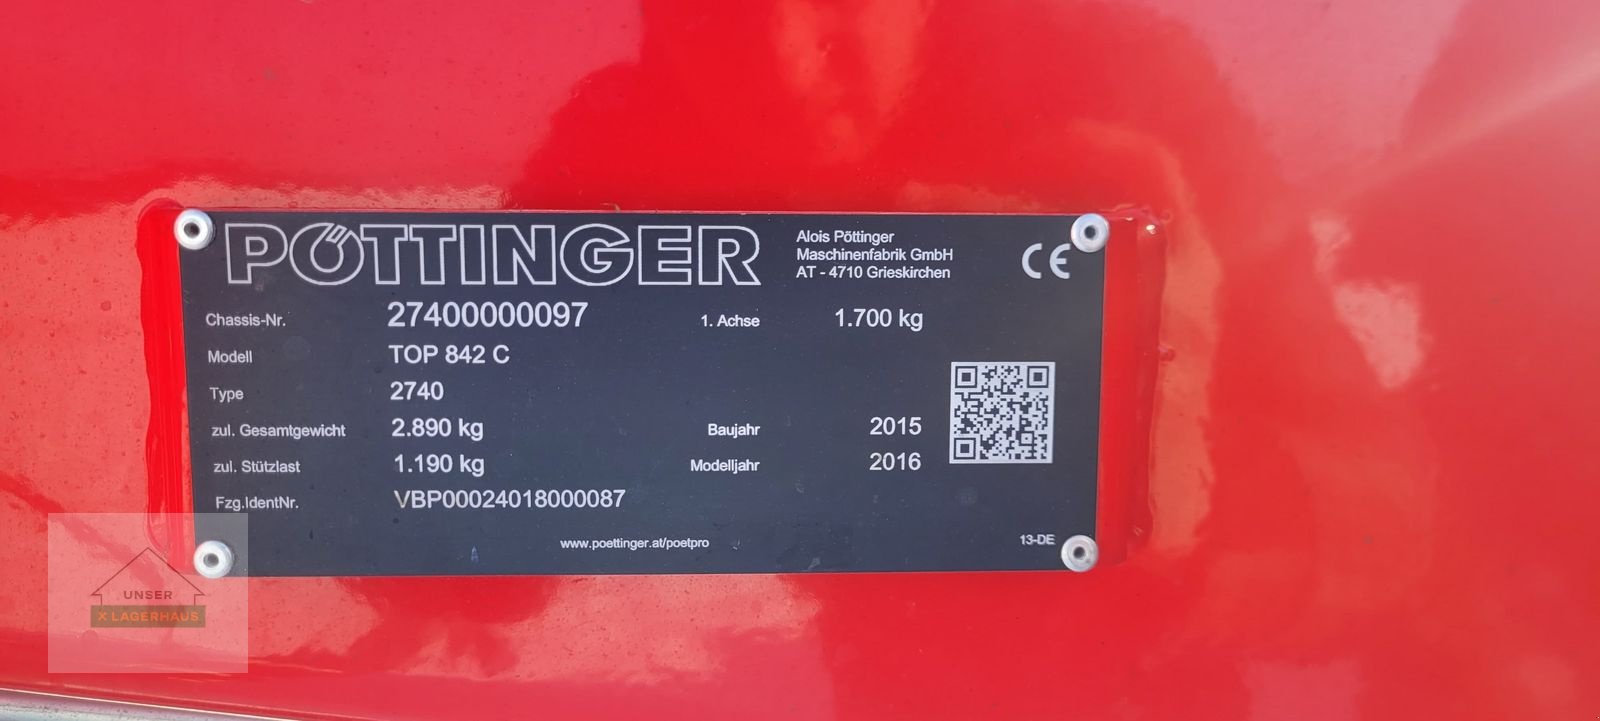 PÖTTINGER
Alois Pöttinger
Maschinenfabrik GmbH
AT - 4710 Grieskirchen
CE
Chassis-Nr. 27400000097 1. Achse 1.700 kg
Modell TOP 842 C
Type 2740
zul. Gesamtgewicht 2.890 kg Baujahr 2015
zul. Stützlast 1.190 kg Modelljahr 2016
Fzg.IdentNr. VBP00024018000087
www.poettinger.at/poetpro
13-DE
UNSER
X LAGERHAUS